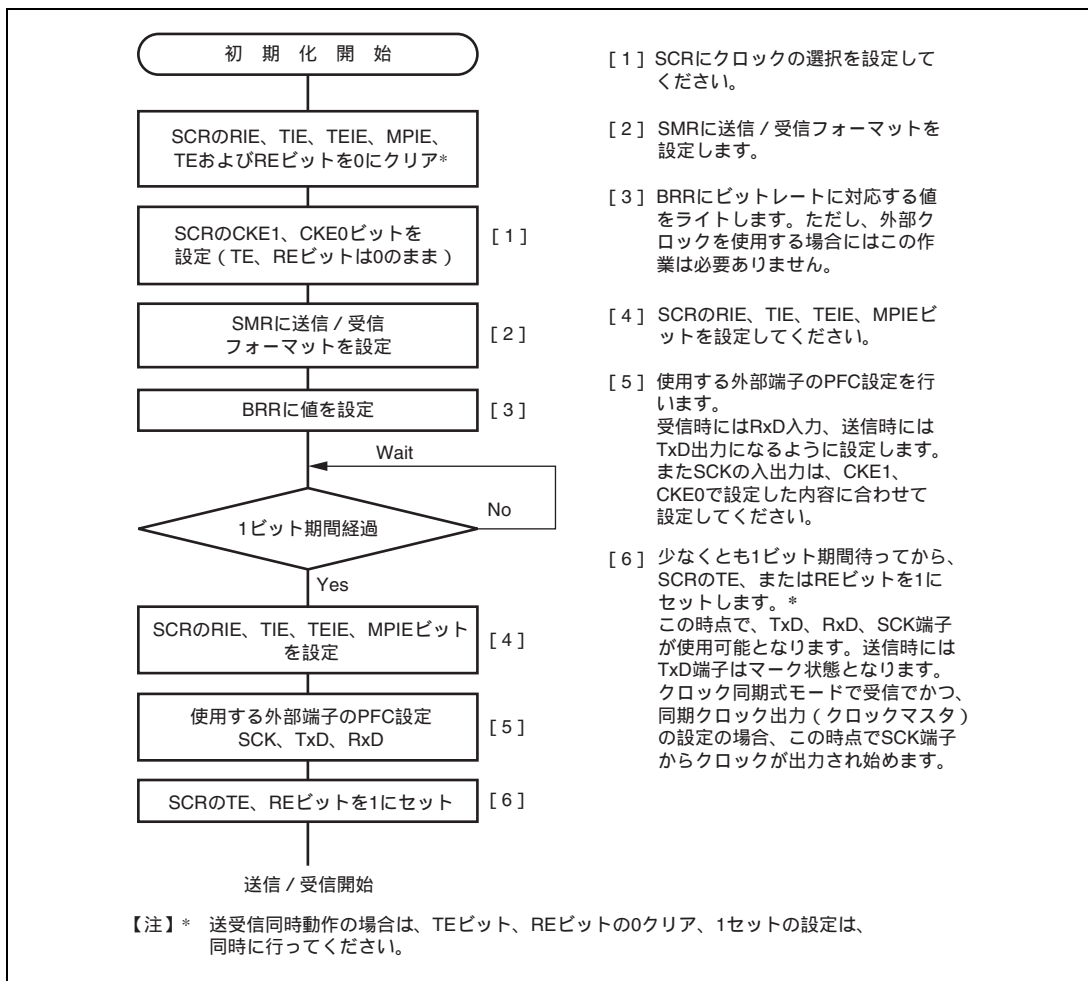 初 期 化 開 始
SCRのRIE、TIE、TEIE、MPIE、
TEおよびREビットを0にクリア*
SCRのCKE1、CKE0ビットを
設定（TE、REビットは0のまま）
[ 1 ]
SMRに送信 / 受信
フォーマットを設定
[ 2 ]
BRRに値を設定
[ 3 ]
Wait
1ビット期間経過
No
Yes
SCRのRIE、TIE、TEIE、MPIEビット
を設定
[ 4 ]
使用する外部端子のPFC設定
SCK、TxD、RxD
[ 5 ]
SCRのTE、REビットを1にセット
[ 6 ]
送信 / 受信開始
[ 1 ] SCRにクロックの選択を設定して
ください。
[ 2 ] SMRに送信 / 受信フォーマットを
設定します。
[ 3 ] BRRにビットレートに対応する値
をライトします。ただし、外部ク
ロックを使用する場合にはこの作
業は必要ありません。
[ 4 ] SCRのRIE、TIE、TEIE、MPIEビ
ットを設定してください。
[ 5 ] 使用する外部端子のPFC設定を行
います。
受信時にはRxD入力、送信時には
TxD出力になるように設定します。
またSCKの入出力は、CKE1、
CKE0で設定した内容に合わせて
設定してください。
[ 6 ] 少なくとも1ビット期間待ってから、
SCRのTE、またはREビットを1に
セットします。*
この時点で、TxD、RxD、SCK端子
が使用可能となります。送信時には
TxD端子はマーク状態となります。
クロック同期式モードで受信でかつ、
同期クロック出力（クロックマスタ）
の設定の場合、この時点でSCK端子
からクロックが出力され始めます。
【注】* 送受信同時動作の場合は、TEビット、REビットの0クリア、1セットの設定は、
同時に行ってください。